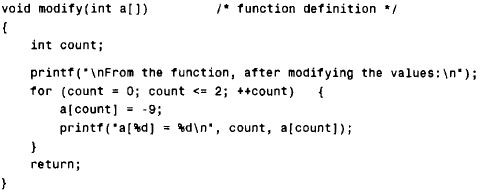 void modify(int a[])          /* function definition */
{
    int count;
    printf("\nFrom the function, after modifying the values:\n");
    for (count = 0; count <= 2; ++count)   {
        a[count] = -9;
        printf("a[%d] = %d\n", count, a[count]);
    }
    return;
}